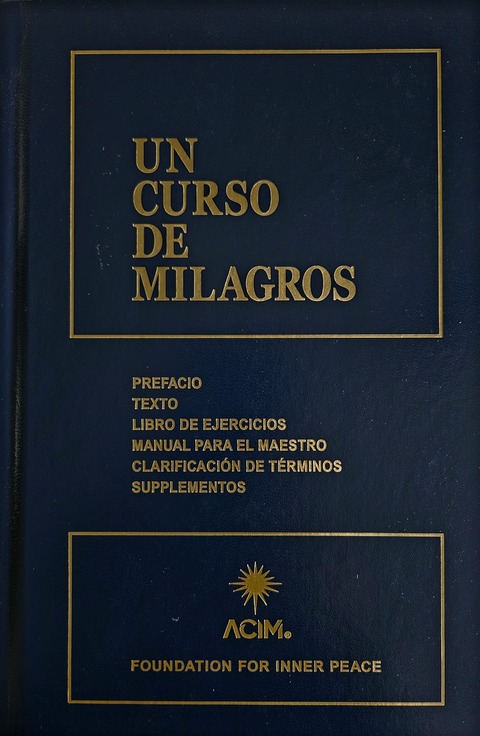 UN
CURSO
DE
MILAGROS
PREFACIO
TEXTO
LIBRO DE EJERCICIOS
MANUAL PARA EL MAESTRO
CLARIFICACIÓN DE TÉRMINOS
SUPPLEMENTOS
ACIM®
FOUNDATION FOR INNER PEACE